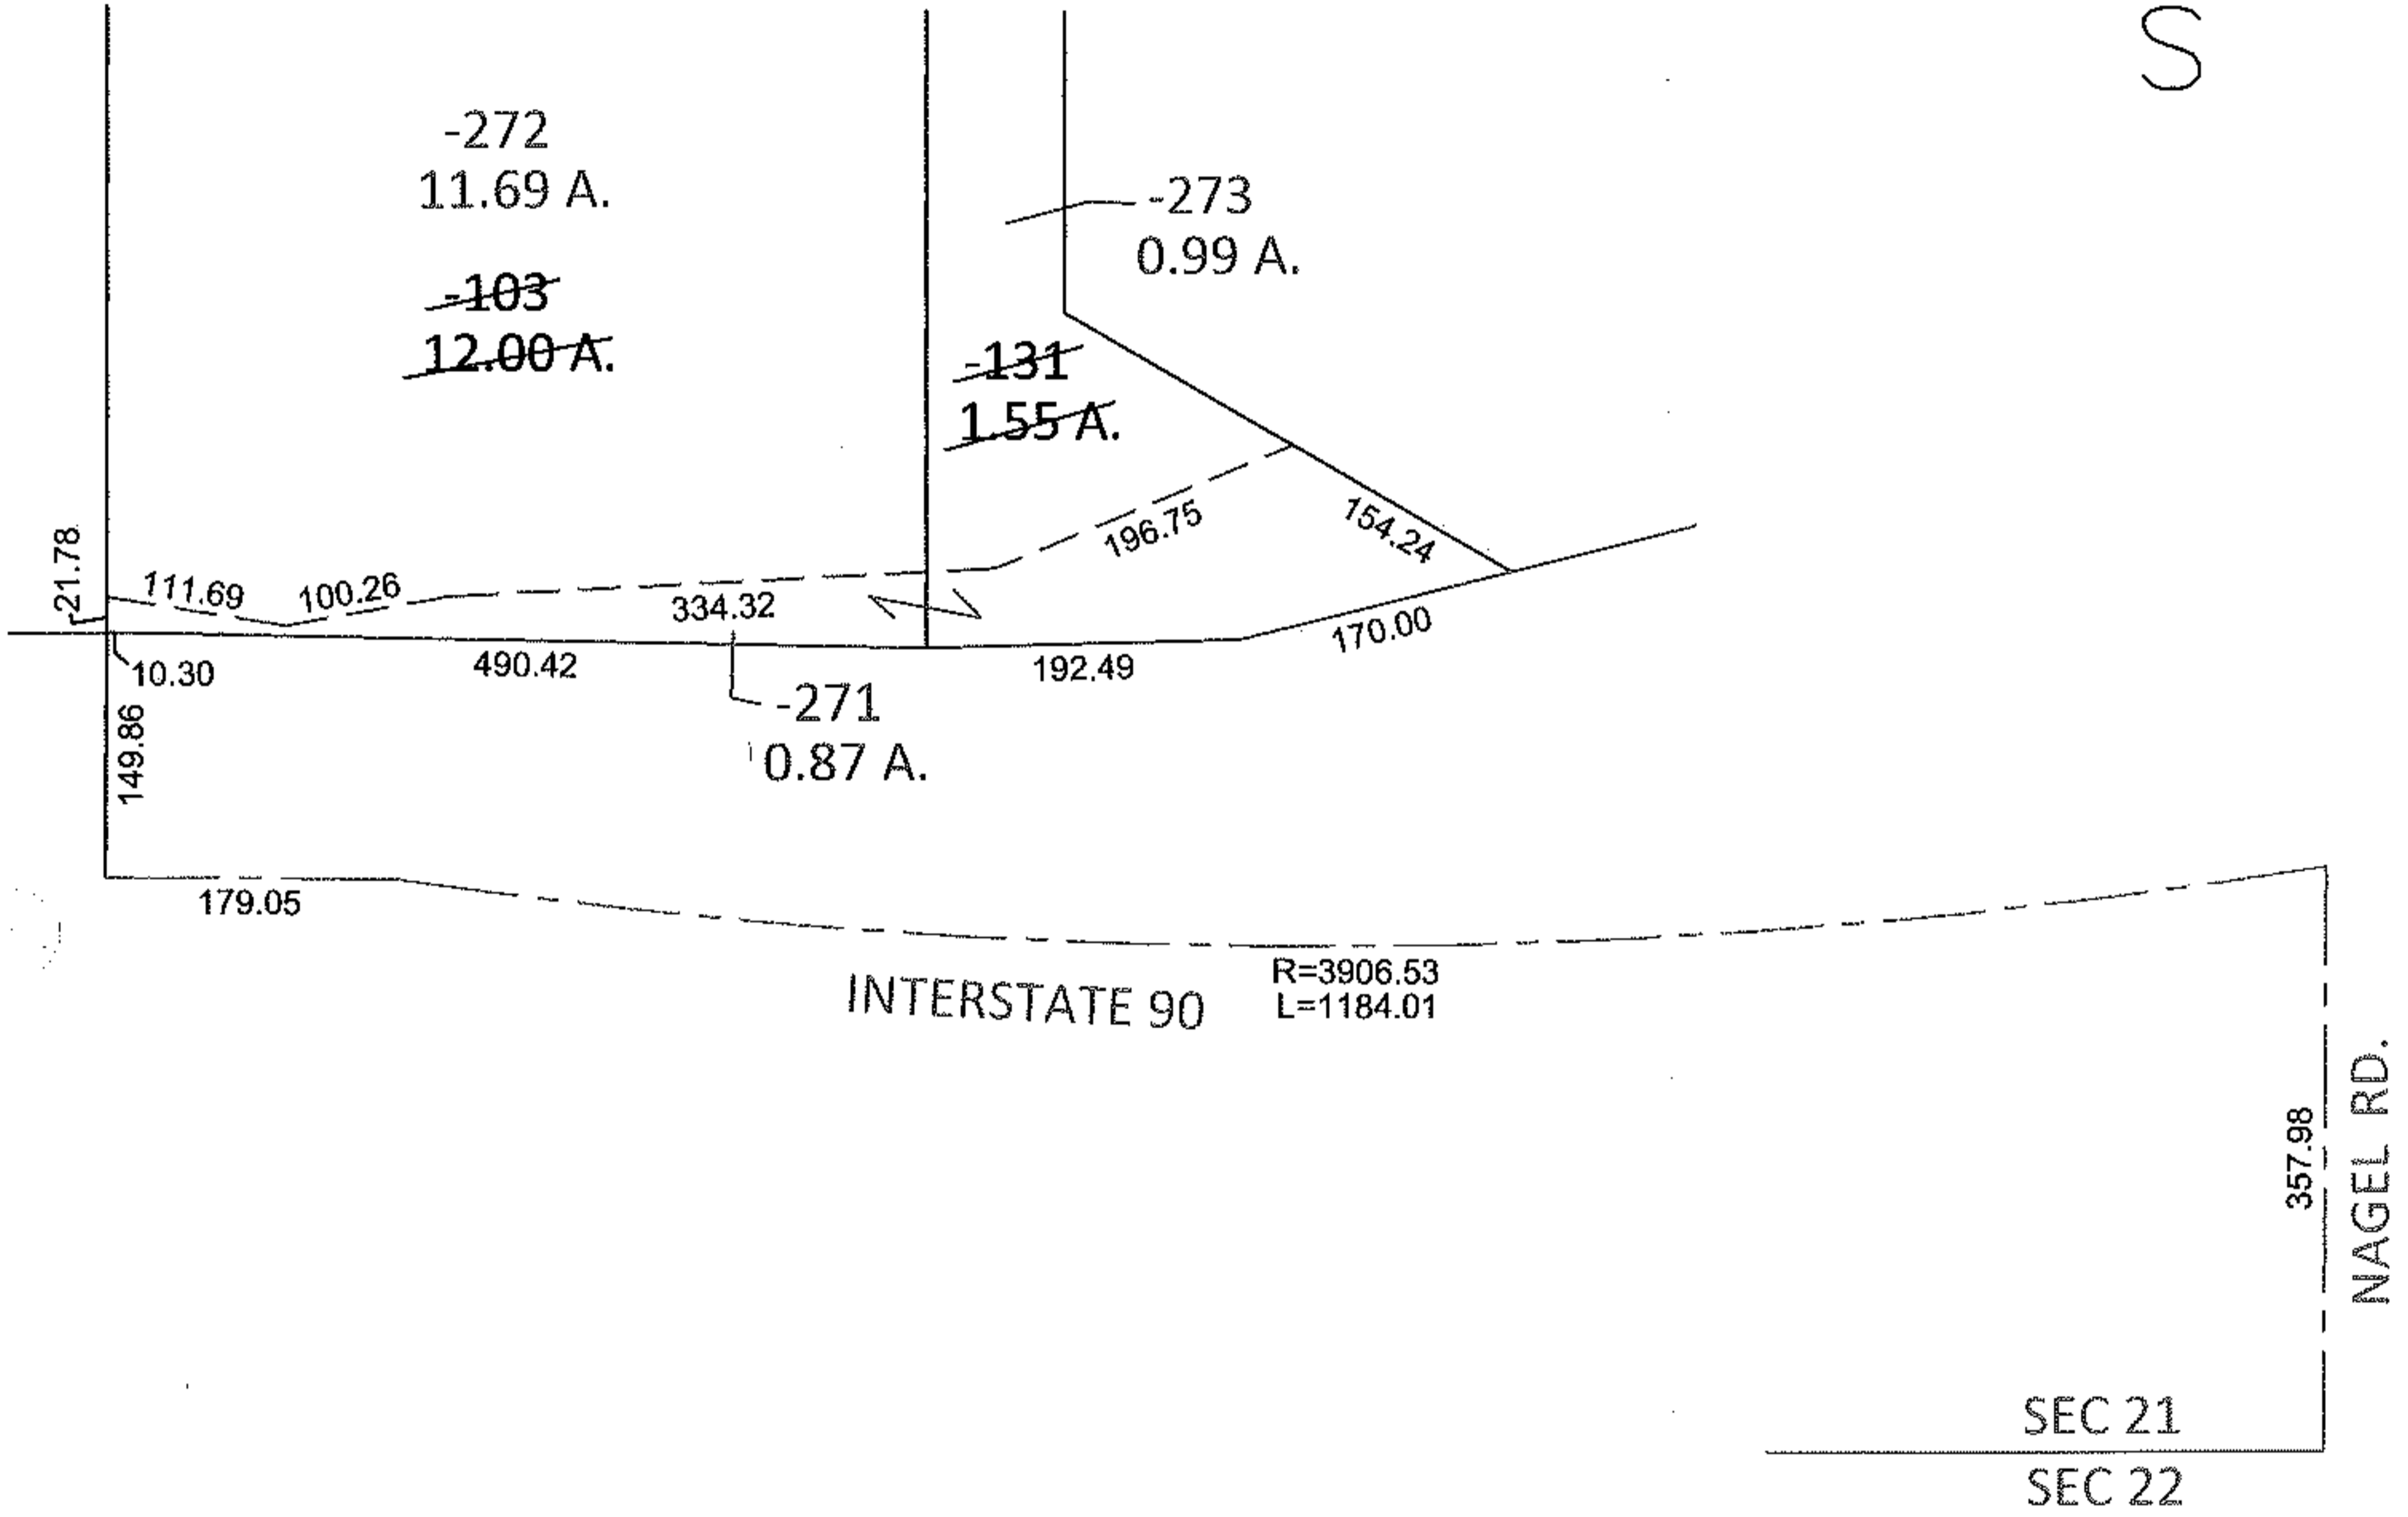 S
-272
11.69 A.
-273
0.99 A.
-103
12.00 A.
-131
1.55 A.
21.78
111.69
100.26
334.32
196.75
154.24
170.00
10.30
490.42
192.49
-271
0.87 A.
149.86
179.05
INTERSTATE 90
R=3906.53
L=1184.01
357.98
NAGEL RD.
SEC 21
SEC 22